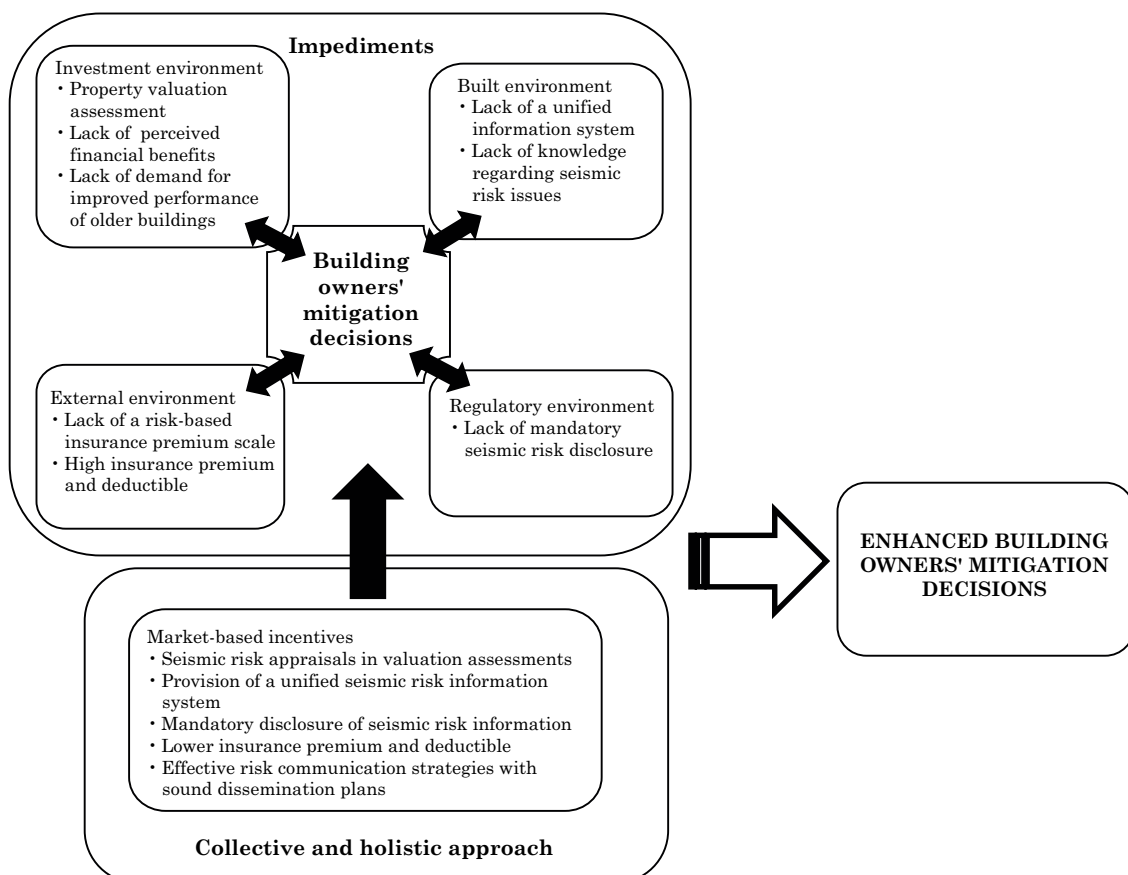 Impediments
Investment environment
・Property valuation
assessment
・Lack of perceived
financial benefits
・Lack of demand for
improved performance
of older buildings
Built environment
・Lack of a unified
information system
・Lack of knowledge
regarding seismic
risk issues
Building
owners'
mitigation
decisions
External environment
・Lack of a risk-based
insurance premium scale
・High insurance premium
and deductible
Regulatory environment
・Lack of mandatory
seismic risk disclosure
ENHANCED BUILDING
OWNERS' MITIGATION
DECISIONS
Market-based incentives
・Seismic risk appraisals in valuation assessments
・Provision of a unified seismic risk information
system
・Mandatory disclosure of seismic risk information
・Lower insurance premium and deductible
・Effective risk communication strategies with
sound dissemination plans
Collective and holistic approach